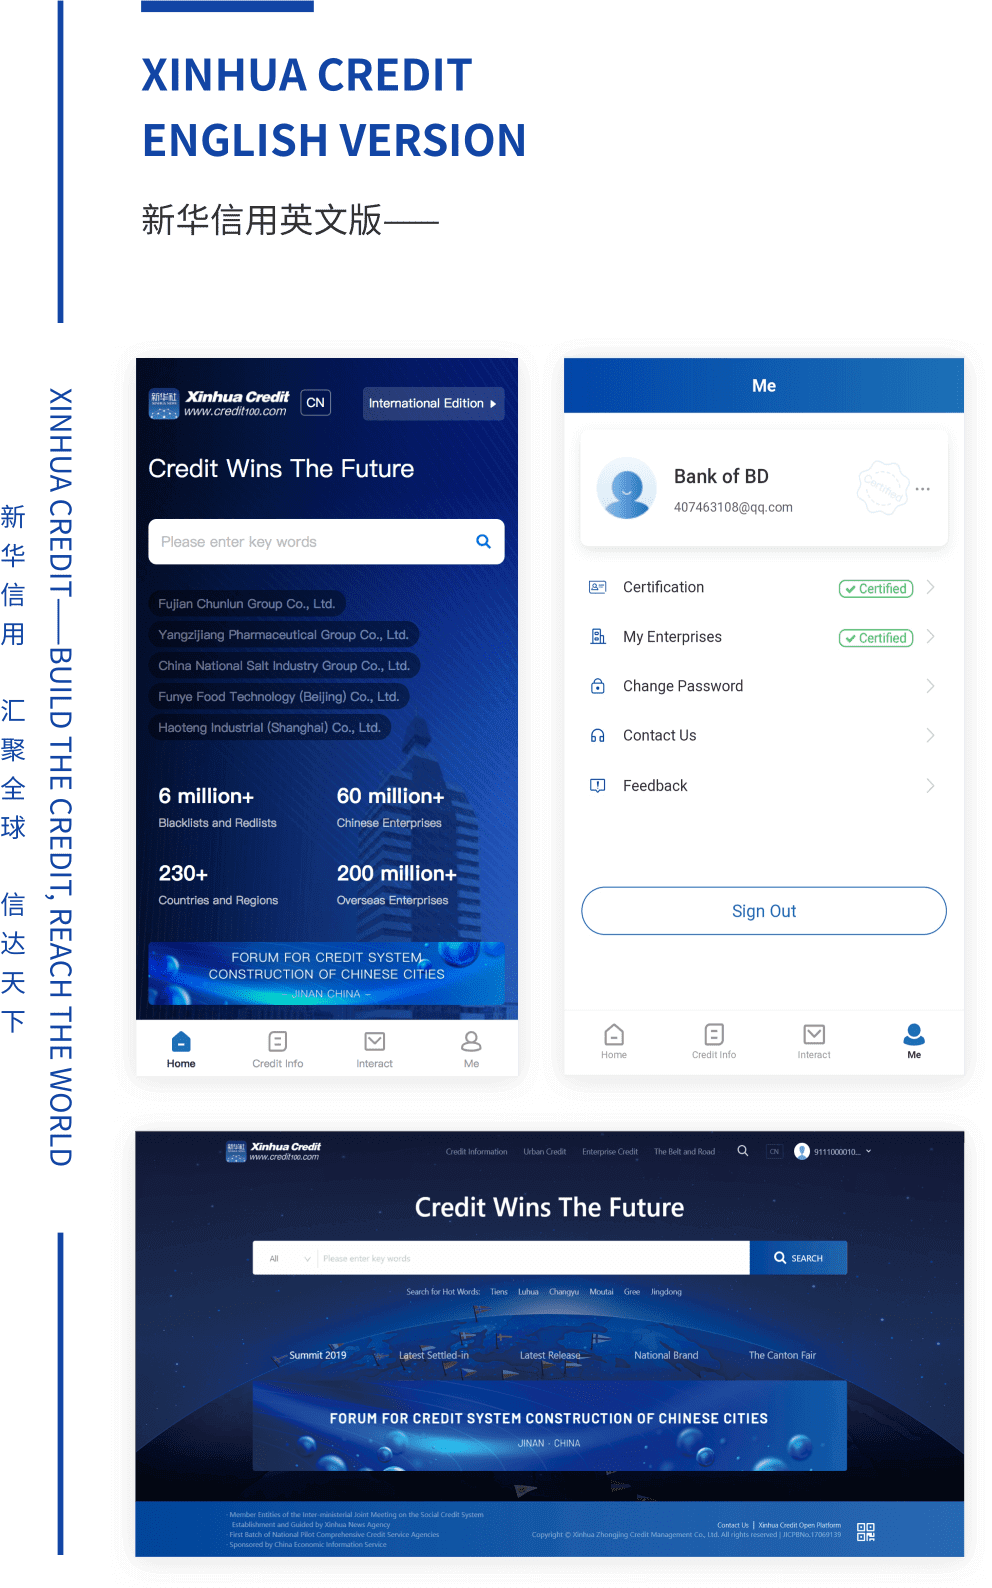 XINHUA CREDIT
ENGLISH VERSION
新华信用英文版——
XINHUA CREDIT——BUILD THE CREDIT, REACH THE WORLD
新华信用 汇聚全球 信达天下
新华社
Xinhua Credit
www.credit100.com
CN
International Edition
Credit Wins The Future
Please enter key words
Fujian Chunlun Group Co., Ltd.
Yangzijiang Pharmaceutical Group Co., Ltd.
China National Salt Industry Group Co., Ltd.
Funye Food Technology (Beijing) Co., Ltd.
Haoteng Industrial (Shanghai) Co., Ltd.
6 million+
Blacklists and Redlists
60 million+
Chinese Enterprises
230+
Countries and Regions
200 million+
Overseas Enterprises
FORUM FOR CREDIT SYSTEM
CONSTRUCTION OF CHINESE CITIES
– JINAN CHINA –
Home
Credit Info
Interact
Me
Me
Bank of BD
407463108@qq.com
Certified
Certification
Certified
My Enterprises
Certified
Change Password
Contact Us
Feedback
Sign Out
Home
Credit Info
Interact
Me
Xinhua Credit
www.credit100.com
Credit Information
Urban Credit
Enterprise Credit
The Belt and Road
CN
9111000010...
Credit Wins The Future
All
Please enter key words
SEARCH
Search for Hot Words: Tiens Luhua Changyu Moutai Gree Jingdong
Summit 2019
Latest Settled-in
Latest Release
National Brand
The Canton Fair
FORUM FOR CREDIT SYSTEM CONSTRUCTION OF CHINESE CITIES
JINAN - CHINA
· Member Entities of the Inter-ministerial Joint Meeting on the Social Credit System
Establishment and Guided by Xinhua News Agency
· First Batch of National Pilot Comprehensive Credit Service Agencies
· Sponsored by China Economic Information Service
Contact Us | Xinhua Credit Open Platform
Copyright © Xinhua Zhongjing Credit Management Co., Ltd. All rights reserved | JICPBNo.17069139